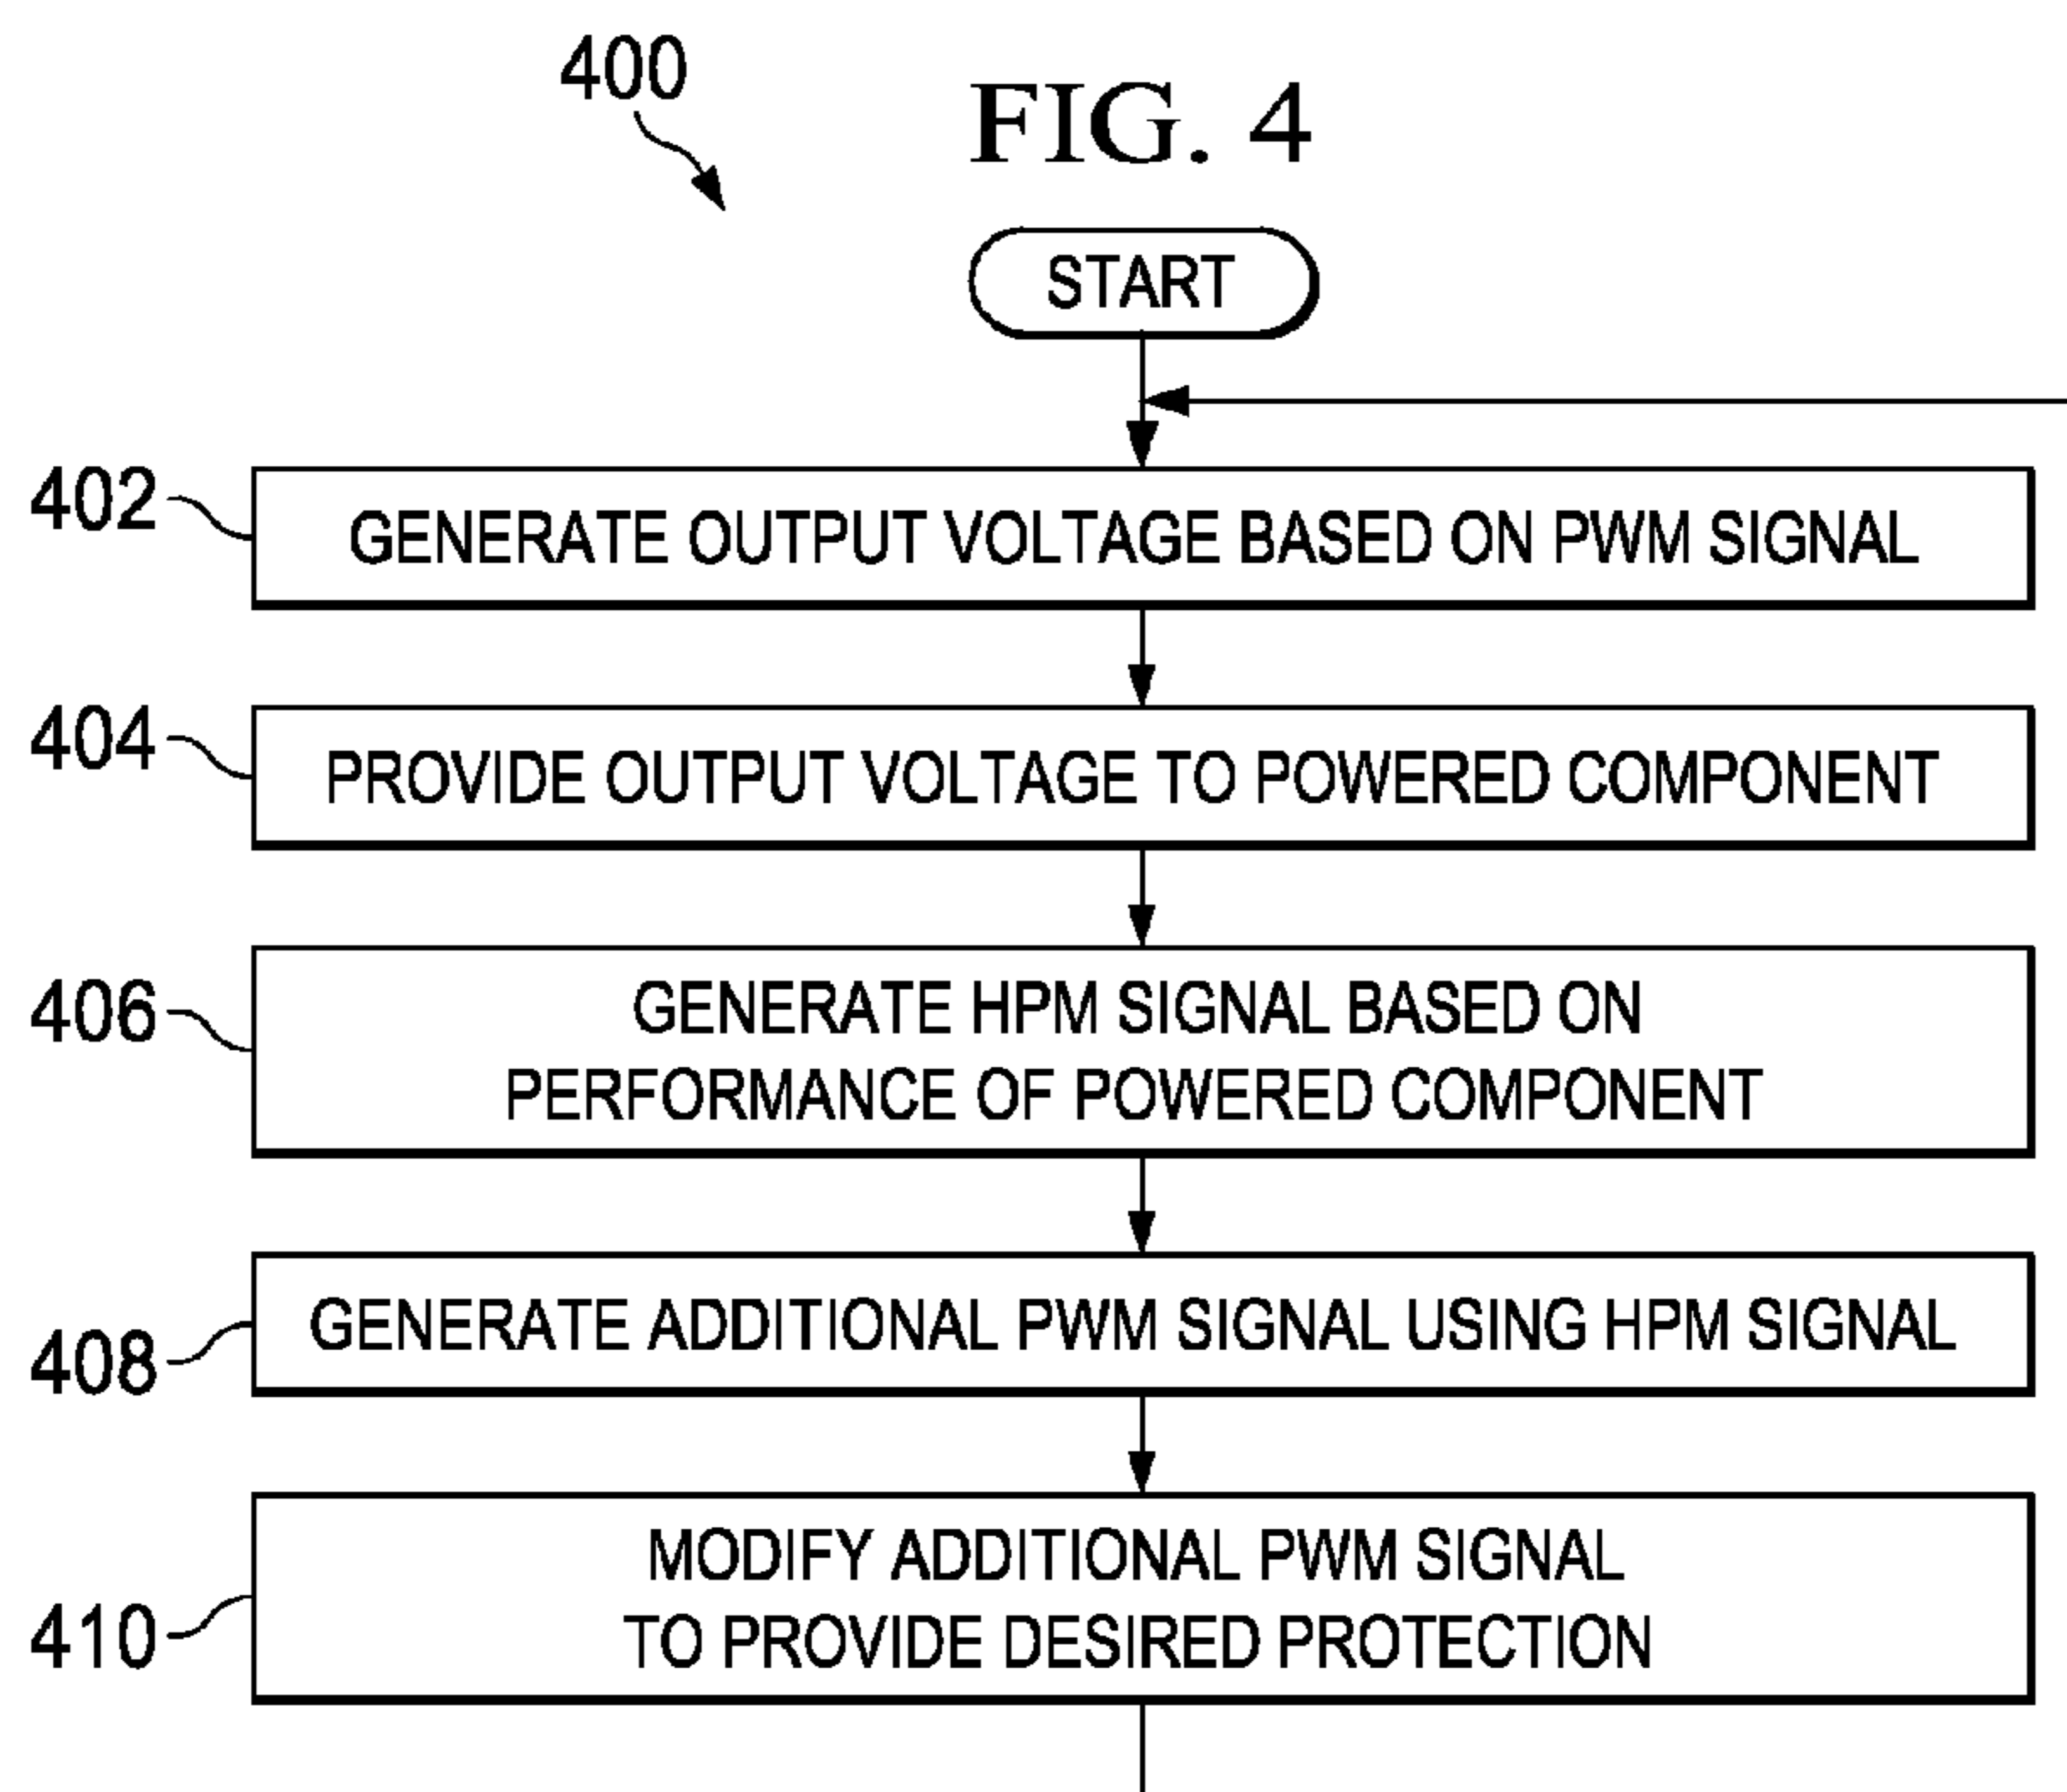 400
FIG. 4
START
402
GENERATE OUTPUT VOLTAGE BASED ON PWM SIGNAL
404
PROVIDE OUTPUT VOLTAGE TO POWERED COMPONENT
406
GENERATE HPM SIGNAL BASED ON
PERFORMANCE OF POWERED COMPONENT
408
GENERATE ADDITIONAL PWM SIGNAL USING HPM SIGNAL
410
MODIFY ADDITIONAL PWM SIGNAL
TO PROVIDE DESIRED PROTECTION